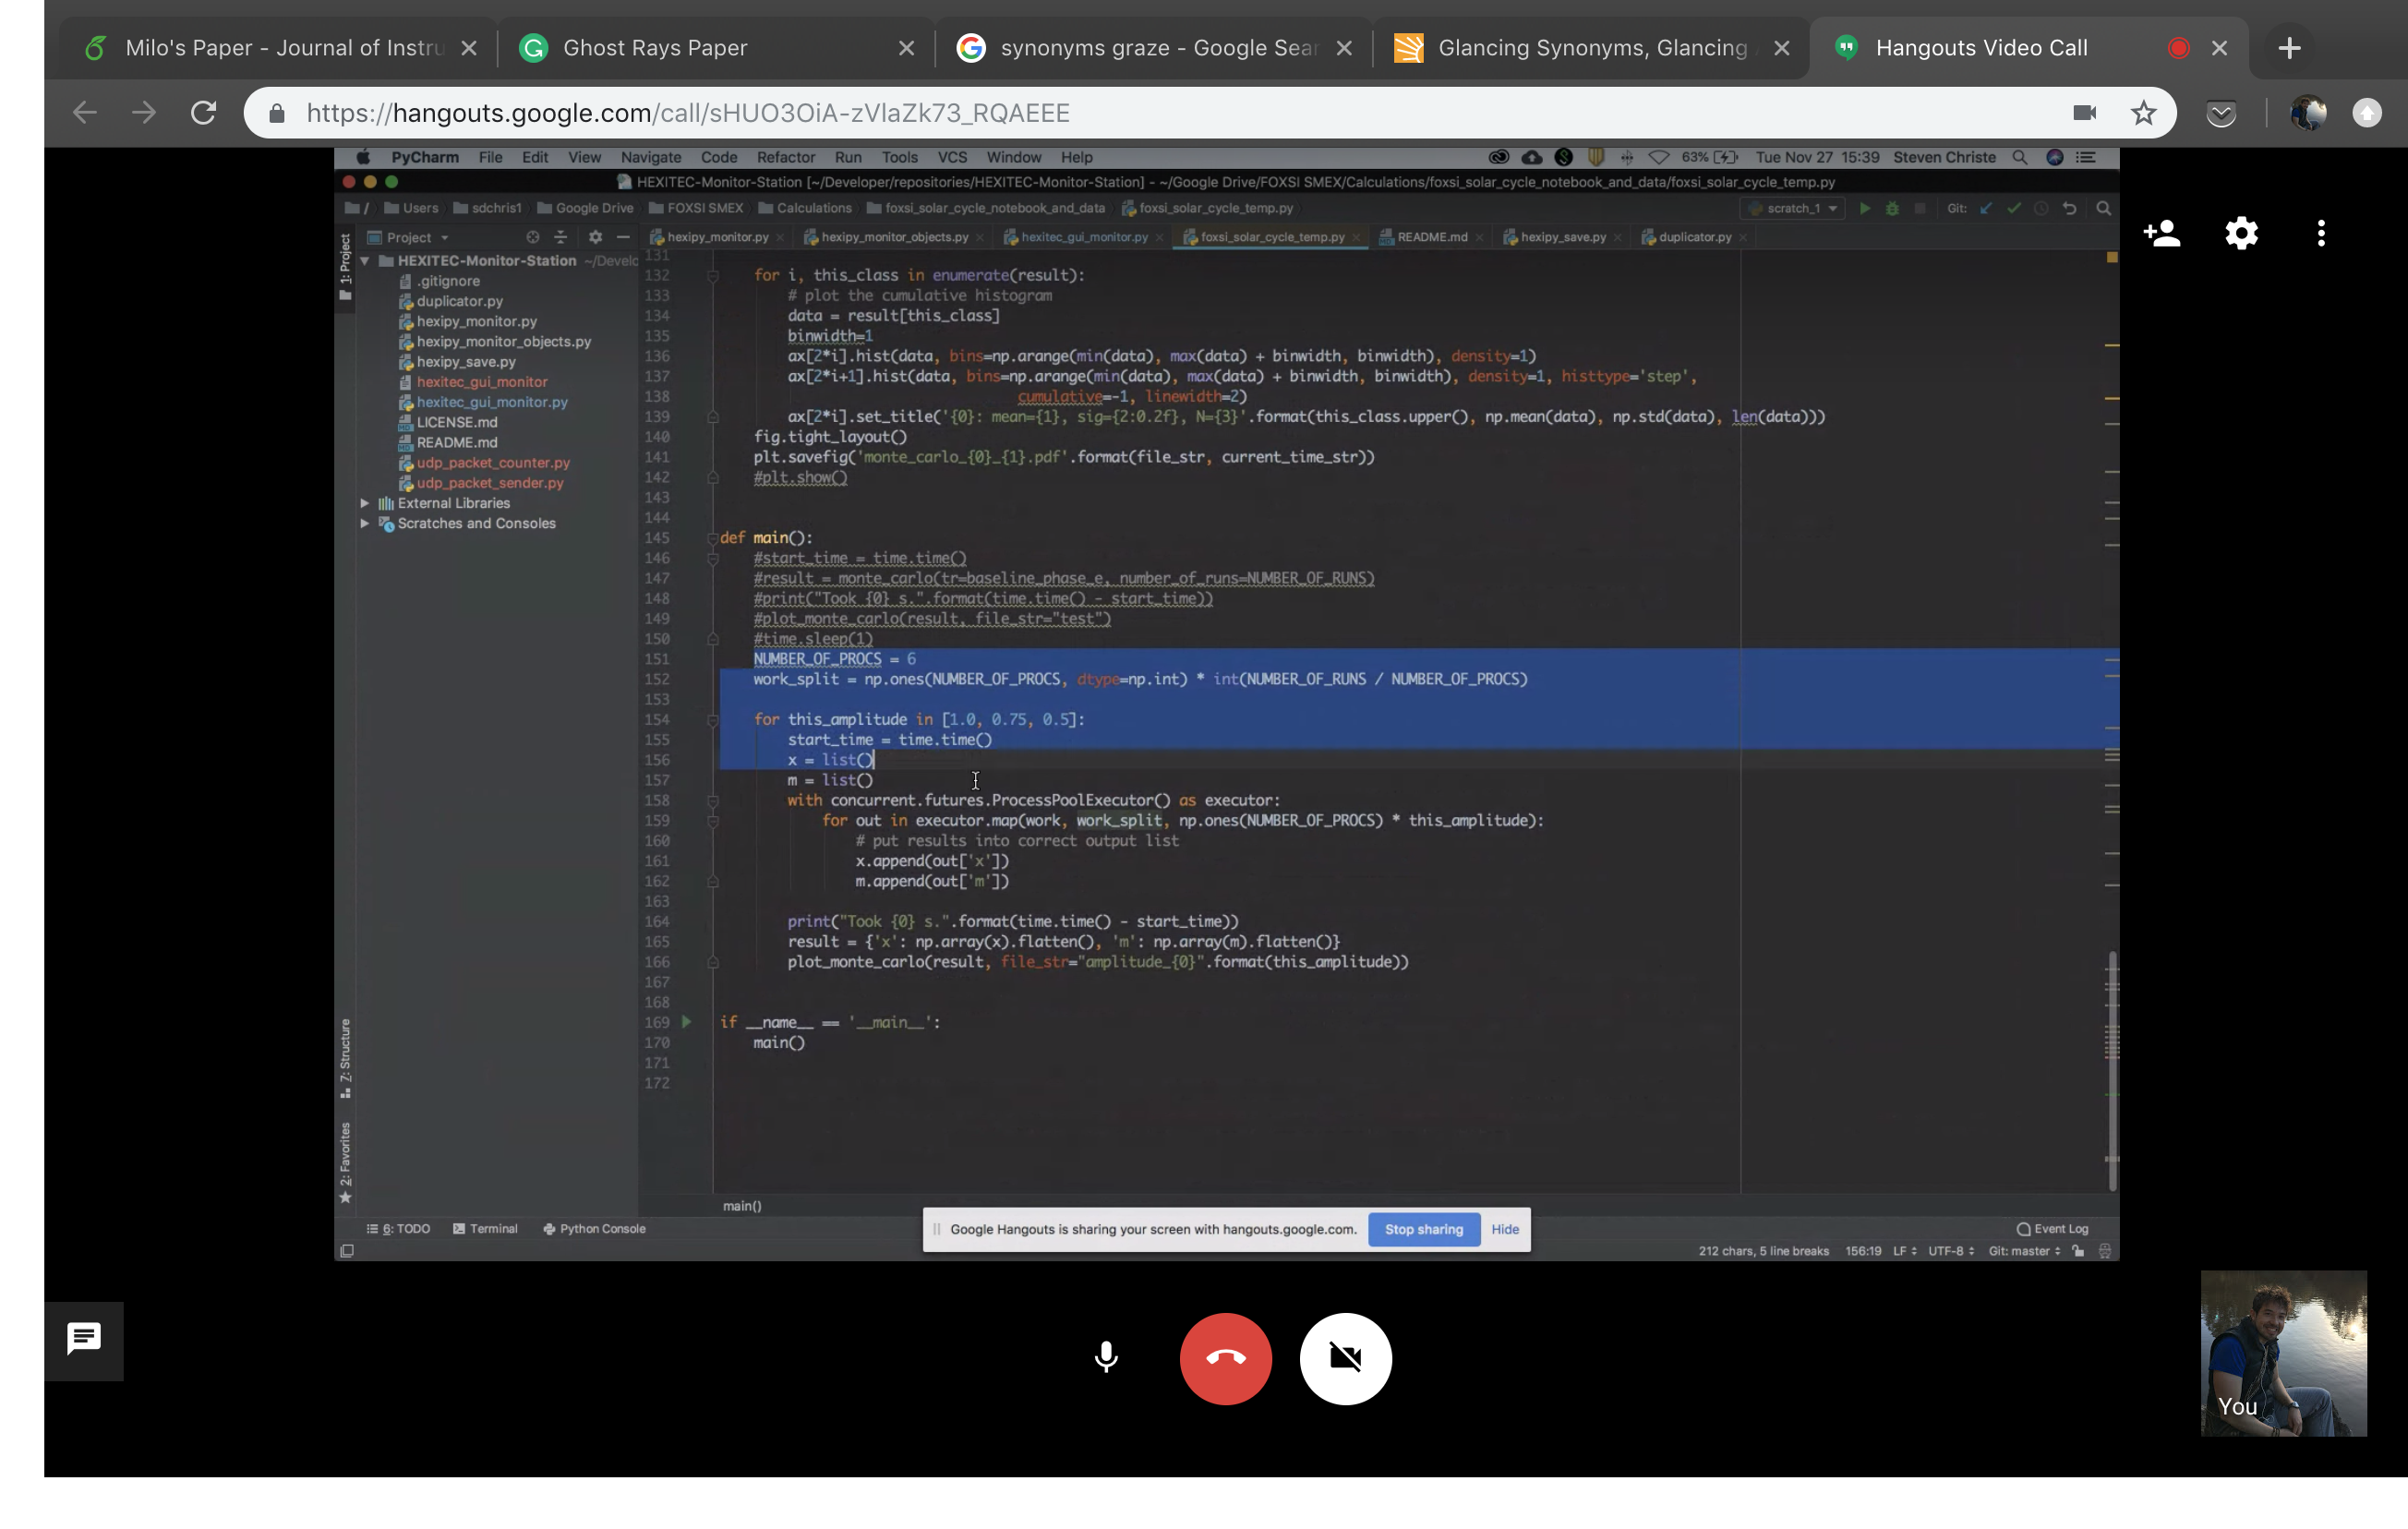 Milo's Paper - Journal of Instru
Ghost Rays Paper
synonyms graze - Google Sear
Glancing Synonyms, Glancing
Hangouts Video Call
https://hangouts.google.com/call/sHUO3OiA-zVlaZk73_RQAEEE
PyCharm File Edit View Navigate Code Refactor Run Tools VCS Window Help
63% Tue Nov 27 15:39 Steven Christe
HEXITEC-Monitor-Station [~/Developer/repositories/HEXITEC-Monitor-Station] - ~/Google Drive/FOXSI SMEX/Calculations/foxsi_solar_cycle_notebook_and_data/foxsi_solar_cycle_temp.py
/ Users sdchris1 Google Drive FOXSI SMEX Calculations foxsi_solar_cycle_notebook_and_data foxsi_solar_cycle_temp.py
scratch_1 Git:
Project
hexipy_monitor.py hexipy_monitor_objects.py hexitec_gui_monitor.py foxsi_solar_cycle_temp.py README.md hexipy_save.py duplicator.py
1: Project
HEXITEC-Monitor-Station ~/Develo
.gitignore
duplicator.py
hexipy_monitor.py
hexipy_monitor_objects.py
hexipy_save.py
hexitec_gui_monitor
hexitec_gui_monitor.py
LICENSE.md
README.md
udp_packet_counter.py
udp_packet_sender.py
External Libraries
Scratches and Consoles
7: Structure
2: Favorites
131
132 for i, this_class in enumerate(result):
133 # plot the cumulative histogram
134 data = result[this_class]
135 binwidth=1
136 ax[2*i].hist(data, bins=np.arange(min(data), max(data) + binwidth, binwidth), density=1)
137 ax[2*i+1].hist(data, bins=np.arange(min(data), max(data) + binwidth, binwidth), density=1, histtype='step',
138 cumulative=-1, linewidth=2)
139 ax[2*i].set_title('{0}: mean={1}, sig={2:0.2f}, N={3}'.format(this_class.upper(), np.mean(data), np.std(data), len(data)))
140 fig.tight_layout()
141 plt.savefig('monte_carlo_{0}_{1}.pdf'.format(file_str, current_time_str))
142 #plt.show()
143
144
145 def main():
146 #start_time = time.time()
147 #result = monte_carlo(tr=baseline_phase_e, number_of_runs=NUMBER_OF_RUNS)
148 #print("Took {0} s.".format(time.time() - start_time))
149 #plot_monte_carlo(result, file_str="test")
150 #time.sleep(1)
151 NUMBER_OF_PROCS = 6
152 work_split = np.ones(NUMBER_OF_PROCS, dtype=np.int) * int(NUMBER_OF_RUNS / NUMBER_OF_PROCS)
153
154 for this_amplitude in [1.0, 0.75, 0.5]:
155 start_time = time.time()
156 x = list()
157 m = list()
158 with concurrent.futures.ProcessPoolExecutor() as executor:
159 for out in executor.map(work, work_split, np.ones(NUMBER_OF_PROCS) * this_amplitude):
160 # put results into correct output list
161 x.append(out['x'])
162 m.append(out['m'])
163
164 print("Took {0} s.".format(time.time() - start_time))
165 result = {'x': np.array(x).flatten(), 'm': np.array(m).flatten()}
166 plot_monte_carlo(result, file_str="amplitude_{0}".format(this_amplitude))
167
168
169 if __name__ == '__main__':
170 main()
171
172
main()
6: TODO Terminal Python Console
Google Hangouts is sharing your screen with hangouts.google.com. Stop sharing Hide
Event Log
212 chars, 5 line breaks 156:19 LF UTF-8 Git: master
You